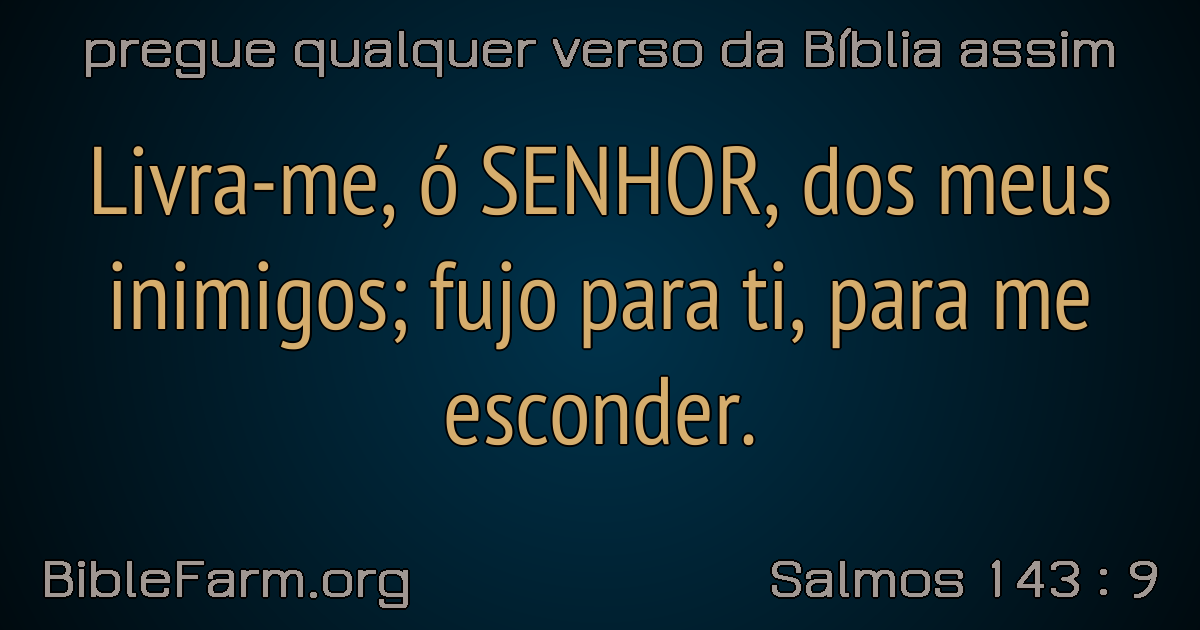 pregue qualquer verso da Bíblia assim
Livra-me, ó SENHOR, dos meus
inimigos; fujo para ti, para me
esconder.
BibleFarm.org
Salmos 143 : 9